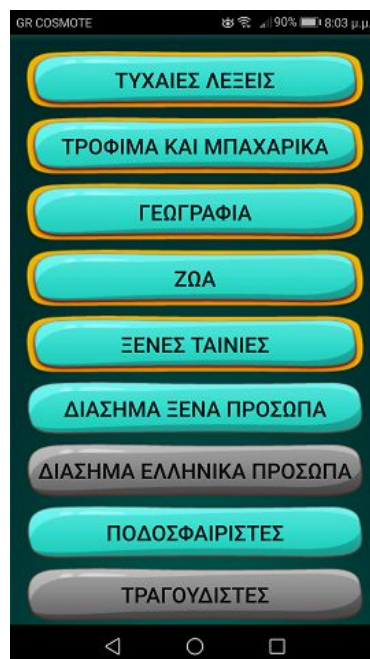 GR COSMOTE 90% 8:03 μ.μ.
ΤΥΧΑΙΕΣ ΛΕΞΕΙΣ
ΤΡΟΦΙΜΑ ΚΑΙ ΜΠΑΧΑΡΙΚΑ
ΓΕΩΓΡΑΦΙΑ
ΖΩΑ
ΞΕΝΕΣ ΤΑΙΝΙΕΣ
ΔΙΑΣΗΜΑ ΞΕΝΑ ΠΡΟΣΩΠΑ
ΔΙΑΣΗΜΑ ΕΛΛΗΝΙΚΑ ΠΡΟΣΩΠΑ
ΠΟΔΟΣΦΑΙΡΙΣΤΕΣ
ΤΡΑΓΟΥΔΙΣΤΕΣ